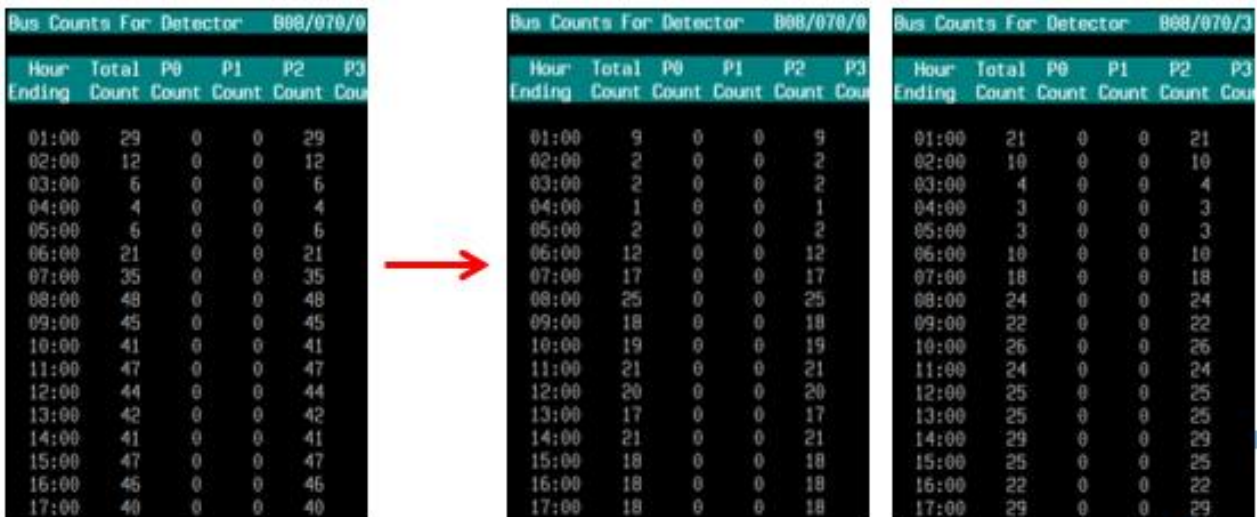 Bus Counts For Detector B08/070/0
Hour Total P0 P1 P2 P3
Ending Count Count Count Count Cou
01:00 29 0 0 29
02:00 12 0 0 12
03:00 6 0 0 6
04:00 4 0 0 4
05:00 6 0 0 6
06:00 21 0 0 21
07:00 35 0 0 35
08:00 48 0 0 48
09:00 45 0 0 45
10:00 41 0 0 41
11:00 47 0 0 47
12:00 44 0 0 44
13:00 42 0 0 42
14:00 41 0 0 41
15:00 47 0 0 47
16:00 46 0 0 46
17:00 40 0 0 40
Bus Counts For Detector B08/070/0
Hour Total P0 P1 P2 P3
Ending Count Count Count Count Cou
01:00 9 0 0 9
02:00 2 0 0 2
03:00 2 0 0 2
04:00 1 0 0 1
05:00 2 0 0 2
06:00 12 0 0 12
07:00 17 0 0 17
08:00 25 0 0 25
09:00 18 0 0 18
10:00 19 0 0 19
11:00 21 0 0 21
12:00 20 0 0 20
13:00 17 0 0 17
14:00 21 0 0 21
15:00 18 0 0 18
16:00 18 0 0 18
17:00 18 0 0 18
Bus Counts For Detector B08/070/3
Hour Total P0 P1 P2 P3
Ending Count Count Count Count Cou
01:00 21 0 0 21
02:00 10 0 0 10
03:00 4 0 0 4
04:00 3 0 0 3
05:00 3 0 0 3
06:00 10 0 0 10
07:00 18 0 0 18
08:00 24 0 0 24
09:00 22 0 0 22
10:00 26 0 0 26
11:00 24 0 0 24
12:00 25 0 0 25
13:00 25 0 0 25
14:00 29 0 0 29
15:00 25 0 0 25
16:00 22 0 0 22
17:00 29 0 0 29